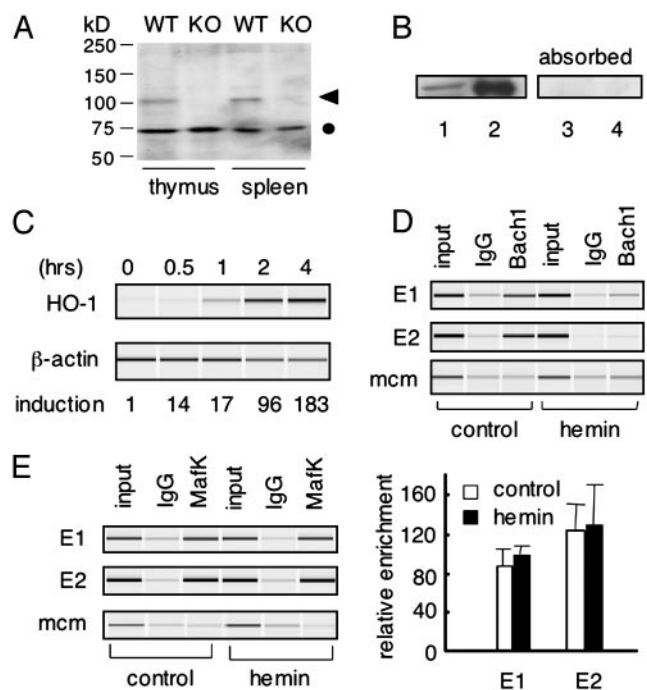 A
kD WT KO WT KO
250
150
100
75
50
thymus spleen
B
absorbed
1 2 3 4
C
(hrs) 0 0.5 1 2 4
HO-1
β-actin
induction 1 14 17 96 183
D
input IgG Bach1 input IgG Bach1
E1
E2
mcm
control hemin
E
input IgG MafK input IgG MafK
E1
E2
mcm
control hemin
relative enrichment
160
120
80
40
0
control
hemin
E1 E2